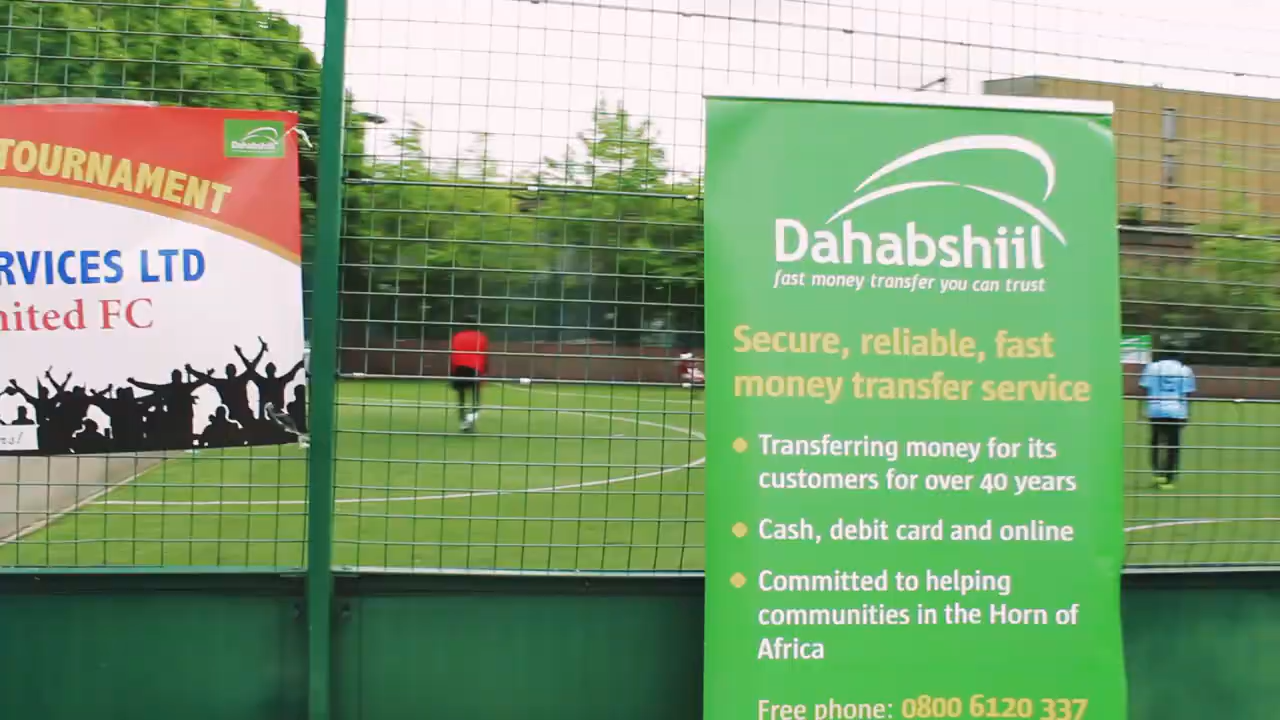 TOURNAMENT
Dahabshiil
RVICES LTD
nited FC
Dahabshiil
fast money transfer you can trust
Secure, reliable, fast
money transfer service
Transferring money for its
customers for over 40 years
Cash, debit card and online
Committed to helping
communities in the Horn of
Africa
Free phone: 0800 6120 337
15